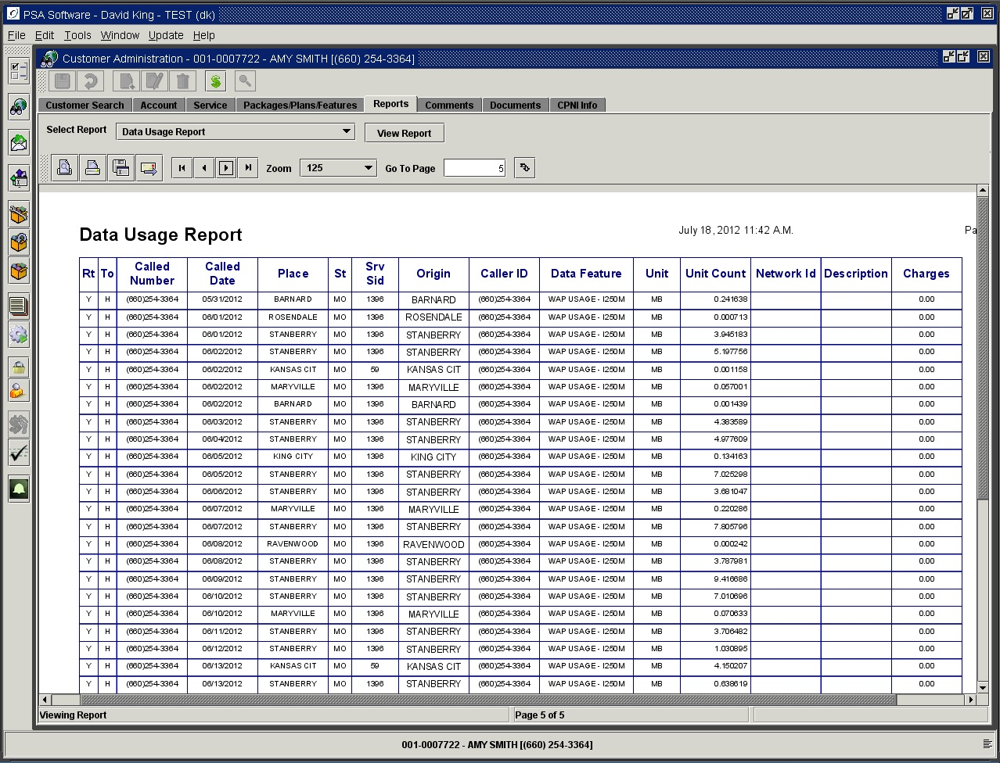 PSA Software - David King - TEST (dk)
File Edit Tools Window Update Help
Customer Administration - 001-0007722 - AMY SMITH [(660) 254-3364]
Customer Search Account Service Packages/Plans/Features Reports Comments Documents CPNI Info
Select Report Data Usage Report View Report
Zoom 125 Go To Page 5
Data Usage Report July 18, 2012 11:42 A.M. Pa
Rt To Called Number Called Date Place St Srv Sid Origin Caller ID Data Feature Unit Unit Count Network Id Description Charges
Y H (660)254-3364 05/31/2012 BARNARD MO 1396 BARNARD (660)254-3364 WAP USAGE - I250M MB 0.241638 0.00
Y H (660)254-3364 06/01/2012 ROSENDALE MO 1396 ROSENDALE (660)254-3364 WAP USAGE - I250M MB 0.000713 0.00
Y H (660)254-3364 06/01/2012 STANBERRY MO 1396 STANBERRY (660)254-3364 WAP USAGE - I250M MB 3.945183 0.00
Y H (660)254-3364 06/02/2012 STANBERRY MO 1396 STANBERRY (660)254-3364 WAP USAGE - I250M MB 5.197756 0.00
Y H (660)254-3364 06/02/2012 KANSAS CIT MO 59 KANSAS CIT (660)254-3364 WAP USAGE - I250M MB 0.001158 0.00
Y H (660)254-3364 06/02/2012 MARYVILLE MO 1396 MARYVILLE (660)254-3364 WAP USAGE - I250M MB 0.057001 0.00
Y H (660)254-3364 06/02/2012 BARNARD MO 1396 BARNARD (660)254-3364 WAP USAGE - I250M MB 0.001439 0.00
Y H (660)254-3364 06/03/2012 STANBERRY MO 1396 STANBERRY (660)254-3364 WAP USAGE - I250M MB 4.383589 0.00
Y H (660)254-3364 06/04/2012 STANBERRY MO 1396 STANBERRY (660)254-3364 WAP USAGE - I250M MB 4.977609 0.00
Y H (660)254-3364 06/05/2012 KING CITY MO 1396 KING CITY (660)254-3364 WAP USAGE - I250M MB 0.134163 0.00
Y H (660)254-3364 06/05/2012 STANBERRY MO 1396 STANBERRY (660)254-3364 WAP USAGE - I250M MB 7.025298 0.00
Y H (660)254-3364 06/06/2012 STANBERRY MO 1396 STANBERRY (660)254-3364 WAP USAGE - I250M MB 3.681047 0.00
Y H (660)254-3364 06/07/2012 MARYVILLE MO 1396 MARYVILLE (660)254-3364 WAP USAGE - I250M MB 0.220286 0.00
Y H (660)254-3364 06/07/2012 STANBERRY MO 1396 STANBERRY (660)254-3364 WAP USAGE - I250M MB 7.805796 0.00
Y H (660)254-3364 06/08/2012 RAVENWOOD MO 1396 RAVENWOOD (660)254-3364 WAP USAGE - I250M MB 0.000242 0.00
Y H (660)254-3364 06/08/2012 STANBERRY MO 1396 STANBERRY (660)254-3364 WAP USAGE - I250M MB 3.787981 0.00
Y H (660)254-3364 06/09/2012 STANBERRY MO 1396 STANBERRY (660)254-3364 WAP USAGE - I250M MB 9.416686 0.00
Y H (660)254-3364 06/10/2012 STANBERRY MO 1396 STANBERRY (660)254-3364 WAP USAGE - I250M MB 7.010696 0.00
Y H (660)254-3364 06/10/2012 MARYVILLE MO 1396 MARYVILLE (660)254-3364 WAP USAGE - I250M MB 0.070633 0.00
Y H (660)254-3364 06/11/2012 STANBERRY MO 1396 STANBERRY (660)254-3364 WAP USAGE - I250M MB 3.706482 0.00
Y H (660)254-3364 06/12/2012 STANBERRY MO 1396 STANBERRY (660)254-3364 WAP USAGE - I250M MB 1.030895 0.00
Y H (660)254-3364 06/13/2012 KANSAS CIT MO 59 KANSAS CIT (660)254-3364 WAP USAGE - I250M MB 4.150207 0.00
Y H (660)254-3364 06/13/2012 STANBERRY MO 1396 STANBERRY (660)254-3364 WAP USAGE - I250M MB 0.638619 0.00
Viewing Report Page 5 of 5
001-0007722 - AMY SMITH [(660) 254-3364]